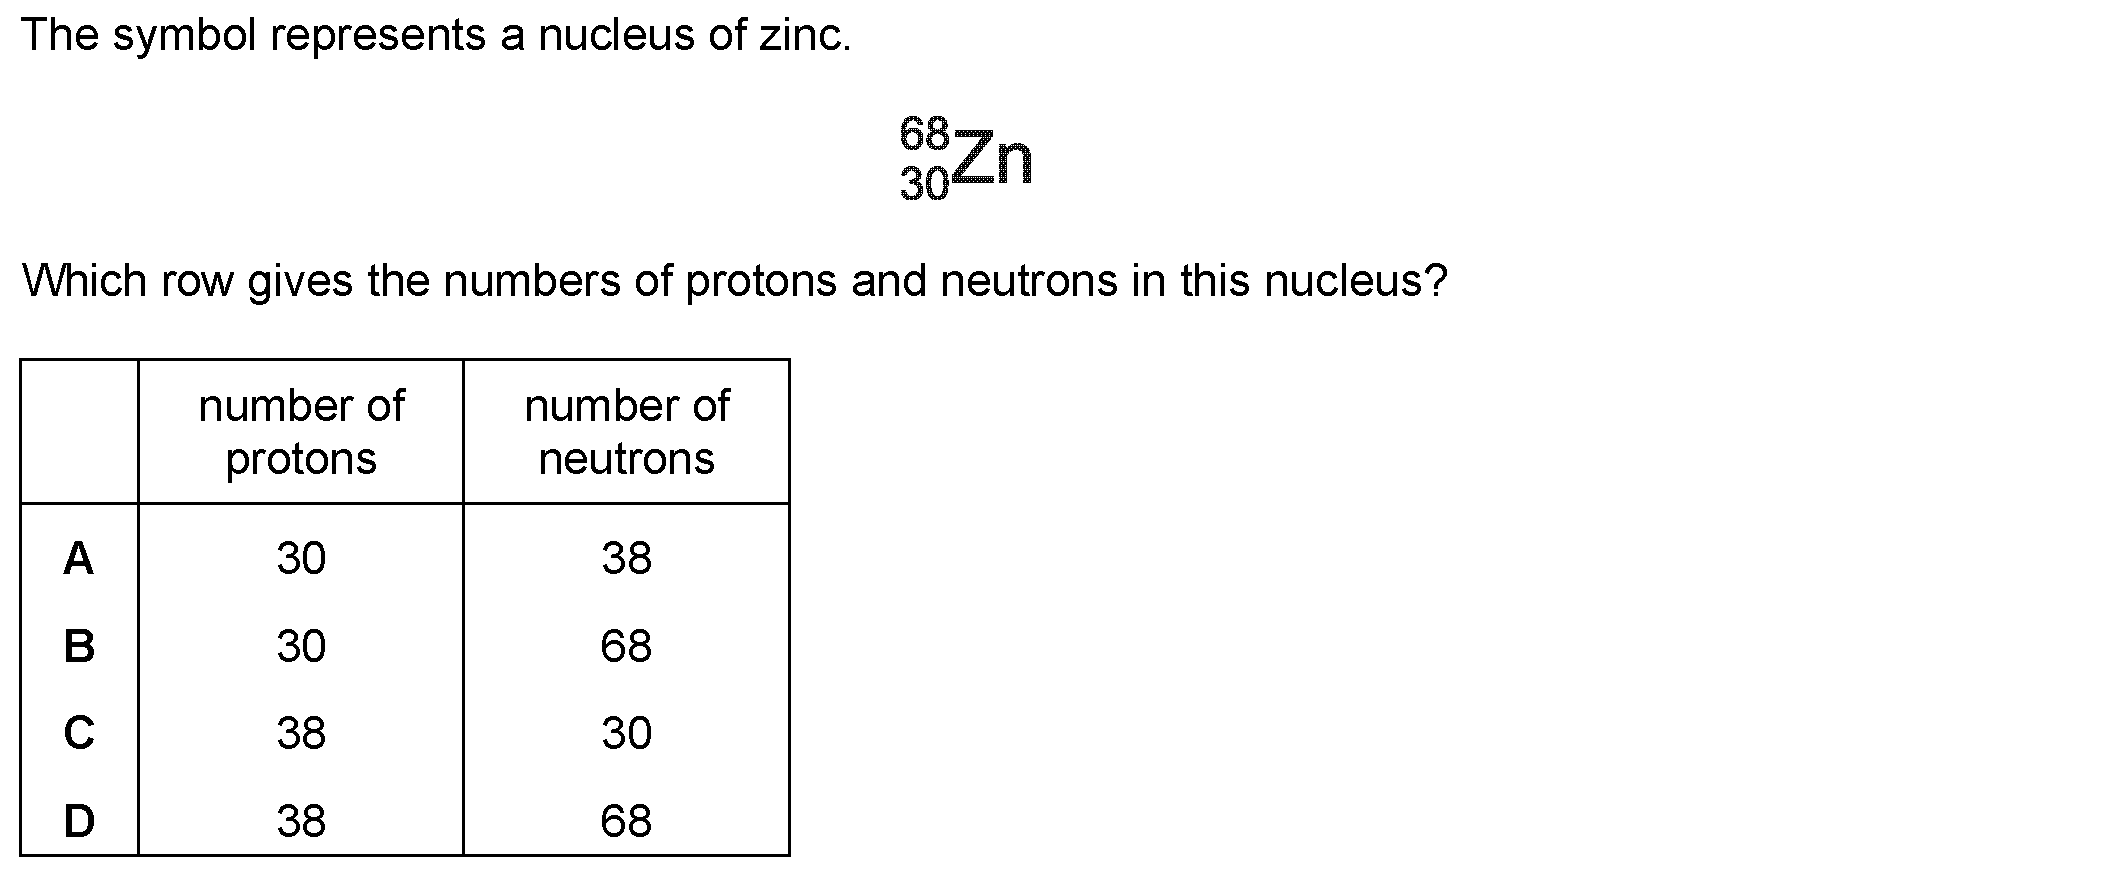 The symbol represents a nucleus of zinc.
68
30
Zn
Which row gives the numbers of protons and neutrons in this nucleus?
number of protons number of neutrons
A 30 38
B 30 68
C 38 30
D 38 68